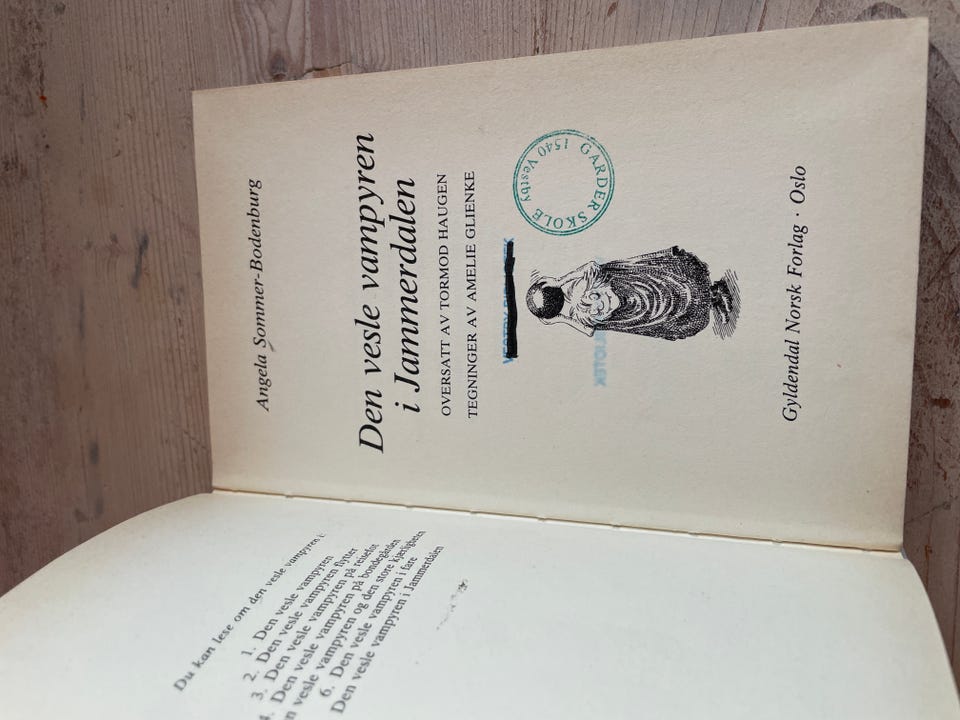 Du kan lese om den vesle vampyren i:
1. Den vesle vampyren
2. Den vesle vampyren flytter
3. Den vesle vampyren på reisefot
4. Den vesle vampyren på bondegården
vesle vampyren og den store kjærligheten
6. Den vesle vampyren i fare
Den vesle vampyren i Jammerdalen
Angela Sommer-Bodenburg
Den vesle vampyren
i Jammerdalen
OVERSATT AV TORMOD HAUGEN
TEGNINGER AV AMELIE GLIENKE
GARDER SKOLE
1540 Vestby
Gyldendal Norsk Forlag · Oslo